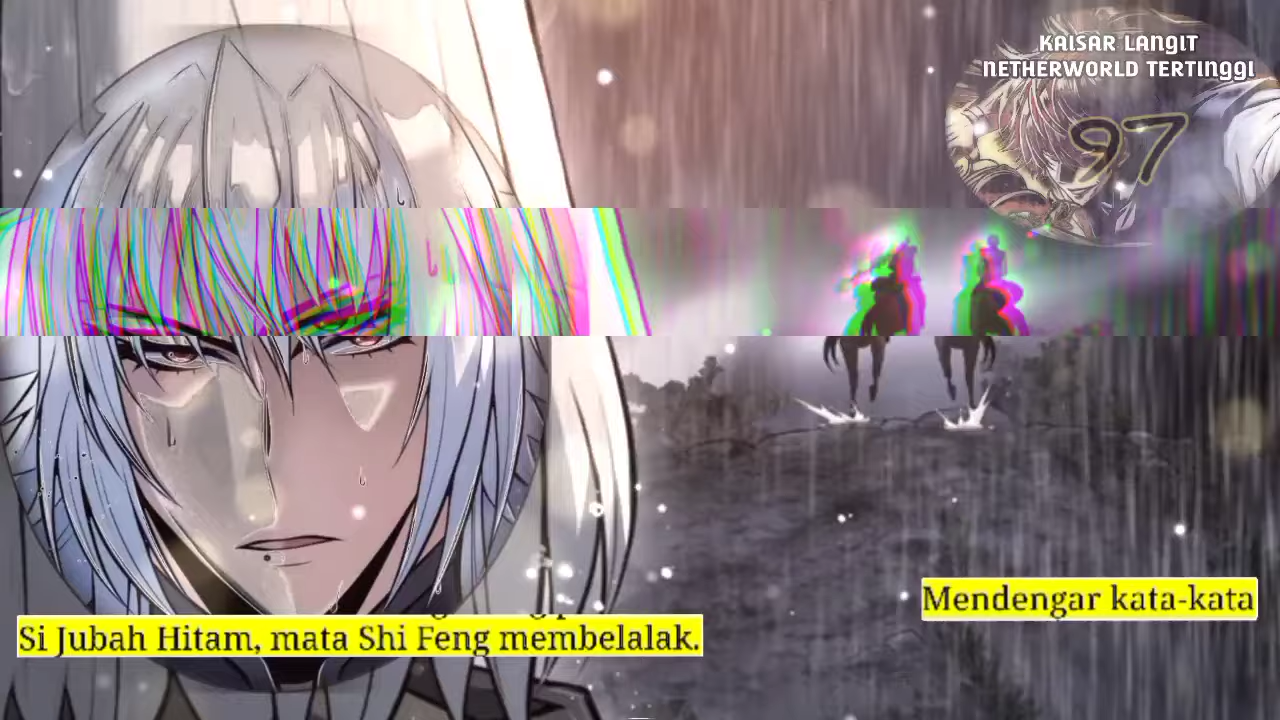 KAISAR LANGIT
NETHERWORLD TERTINGGI
97
Mendengar kata-kata
Si Jubah Hitam, mata Shi Feng membelalak.